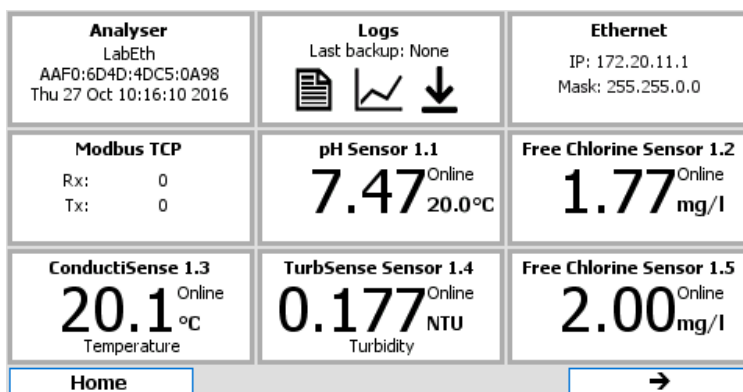 Analyser
LabEth
AAF0:6D4D:4DC5:0A98
Thu 27 Oct 10:16:10 2016
Logs
Last backup: None
Ethernet
IP: 172.20.11.1
Mask: 255.255.0.0
Modbus TCP
Rx: 0
Tx: 0
pH Sensor 1.1
7.47 Online
20.0°C
Free Chlorine Sensor 1.2
1.77 Online
mg/l
ConductiSense 1.3
20.1 Online
°C
Temperature
TurbSense Sensor 1.4
0.177 Online
NTU
Turbidity
Free Chlorine Sensor 1.5
2.00 Online
mg/l
Home
→